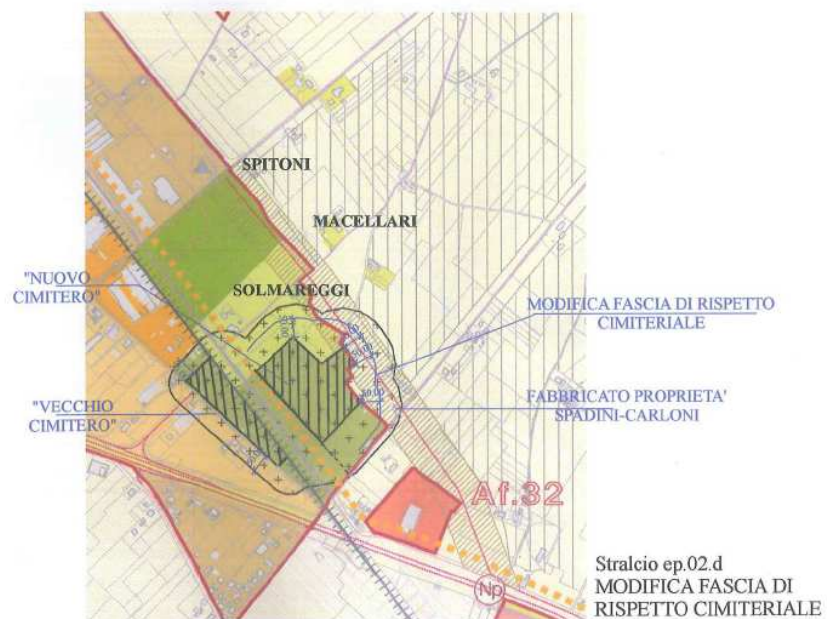 SPITONI
MACELLARI
"NUOVO
CIMITERO"
SOLMAREGGI
MODIFICA FASCIA DI RISPETTO
CIMITERIALE
"VECCHIO
CIMITERO"
FABBRICATO PROPRIETA'
SPADINI-CARLONI
Af.32
Np
Stralcio ep.02.d
MODIFICA FASCIA DI
RISPETTO CIMITERIALE